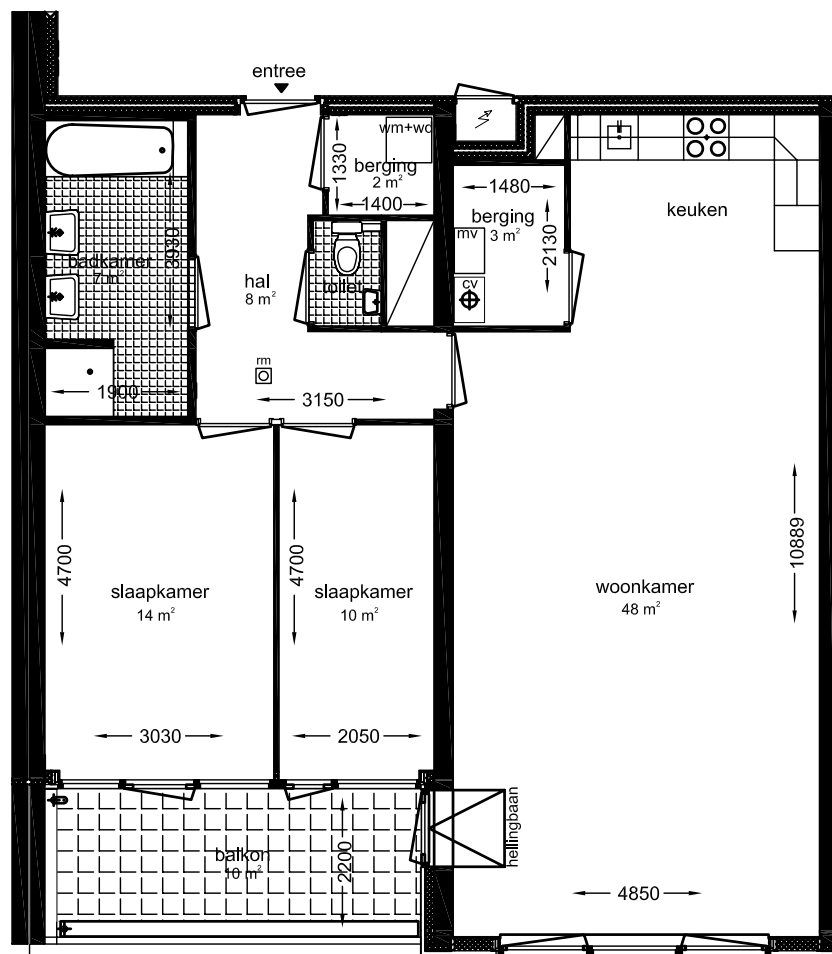 entree
wm+wd
berging
2 m²
1330
1400
1480
berging
3 m²
mv
2130
cv
keuken
badkamer
7 m²
3930
1900
hal
8 m²
toilet
rm
3150
4700
slaapkamer
14 m²
3030
4700
slaapkamer
10 m²
2050
woonkamer
48 m²
10889
4850
hellingbaan
balkon
10 m²
2200